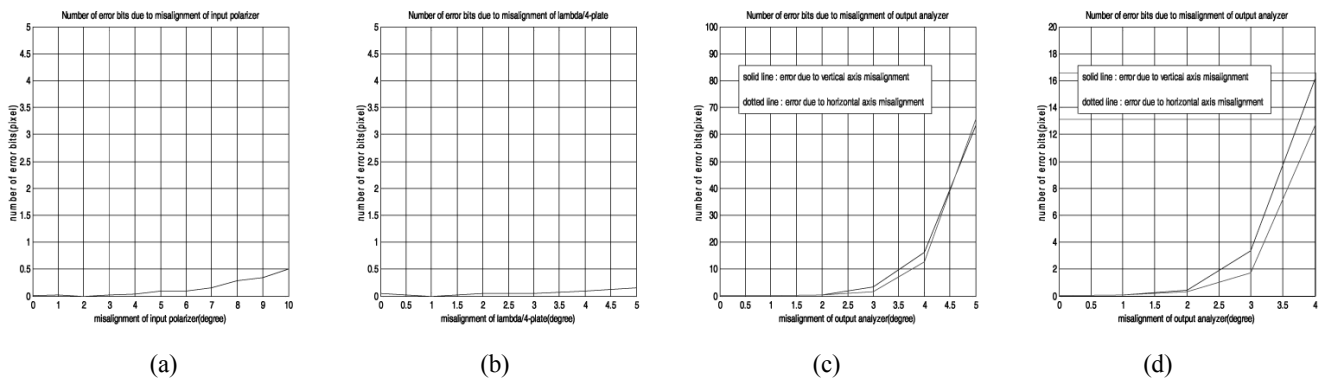 Number of error bits due to misalignment of input polarizer
5
4.5
4
3.5
3
2.5
2
1.5
1
0.5
0
number of error bits(pixel)
0 1 2 3 4 5 6 7 8 9 10
misalignment of input polarizer(degree)
(a)
Number of error bits due to misalignment of lambda/4-plate
5
4.5
4
3.5
3
2.5
2
1.5
1
0.5
0
number of error bits(pixel)
0 0.5 1 1.5 2 2.5 3 3.5 4 4.5 5
misalignment of lambda/4-plate(degree)
(b)
Number of error bits due to misalignment of output analyzer
100
90
80
70
60
50
40
30
20
10
0
number of error bits(pixel)
solid line : error due to vertical axis misalignment
dotted line : error due to horizontal axis misalignment
0 0.5 1 1.5 2 2.5 3 3.5 4 4.5 5
misalignment of output analyzer(degree)
(c)
Number of error bits due to misalignment of output analyzer
20
18
16
14
12
10
8
6
4
2
0
number of error bits(pixel)
solid line : error due to vertical axis misalignment
dotted line : error due to horizontal axis misalignment
0 0.5 1 1.5 2 2.5 3 3.5 4
misalignment of output analyzer(degree)
(d)